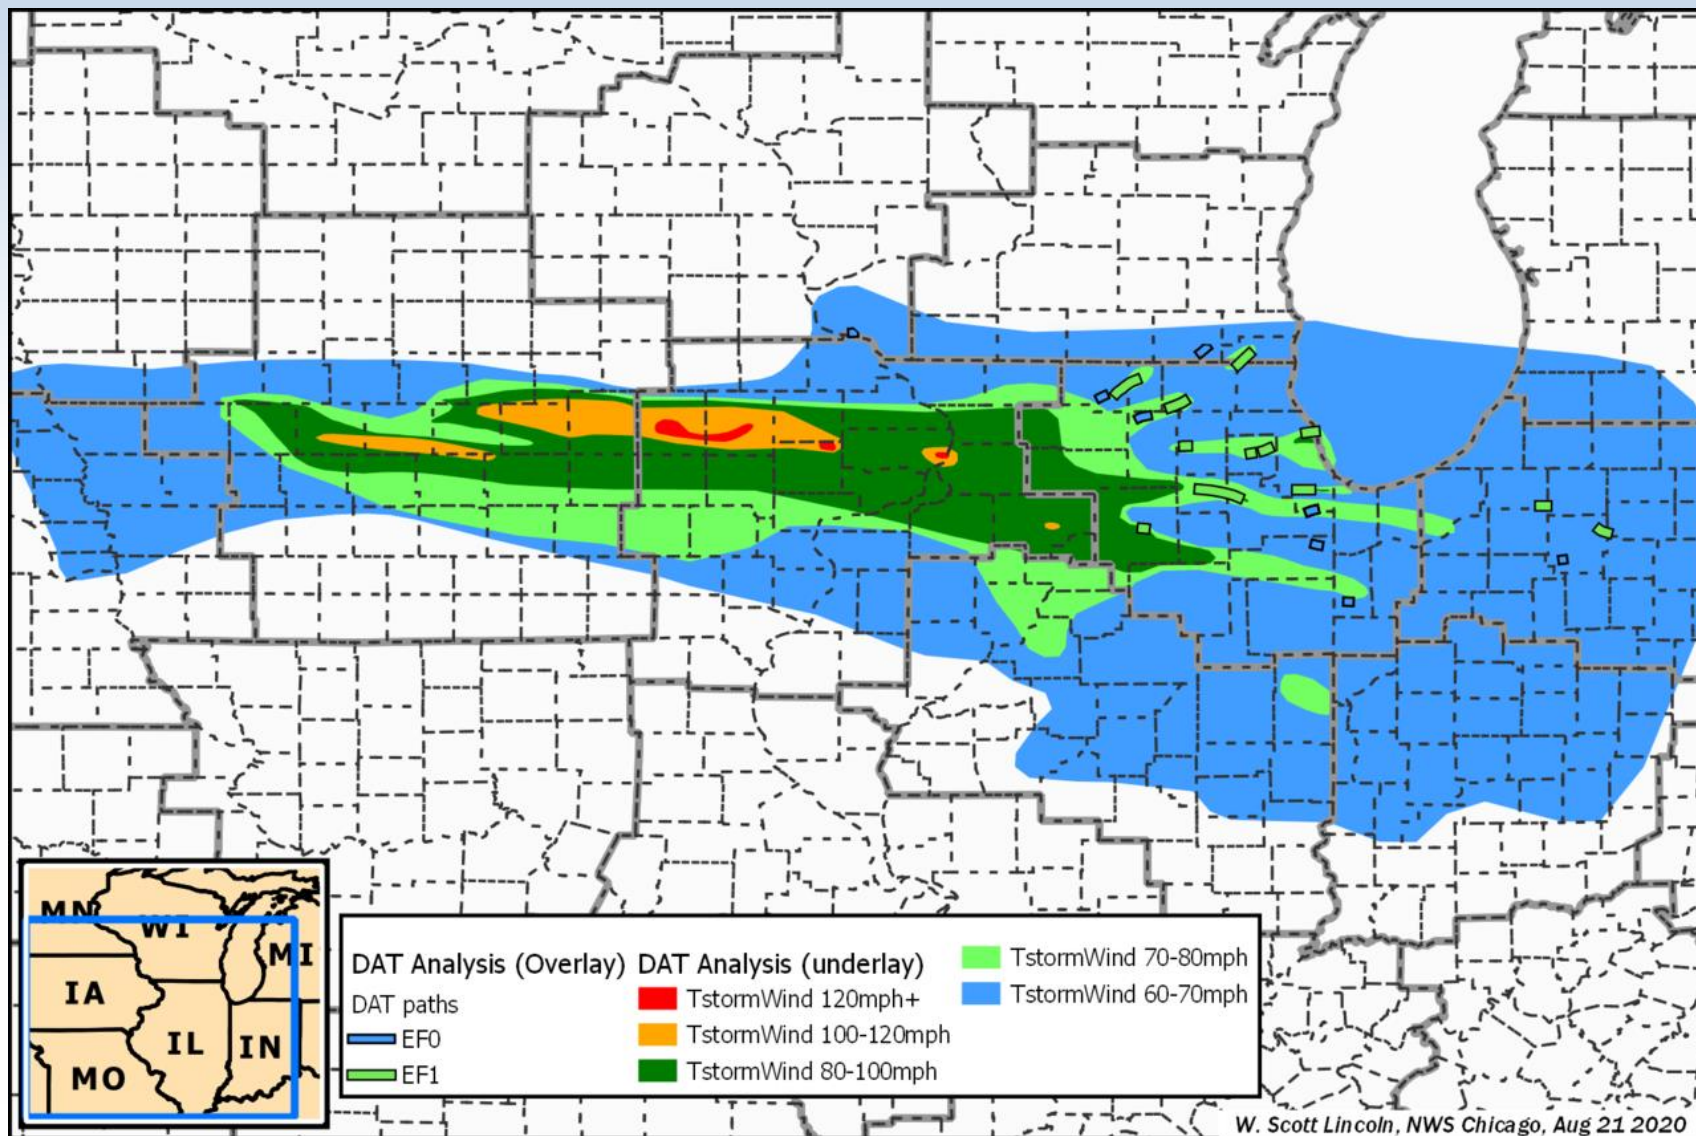 MN
WI
MI
IA
IL
IN
MO
DAT Analysis (Overlay)
DAT paths
EF0
EF1
DAT Analysis (underlay)
TstormWind 120mph+
TstormWind 100-120mph
TstormWind 80-100mph
TstormWind 70-80mph
TstormWind 60-70mph
W. Scott Lincoln, NWS Chicago, Aug 21 2020